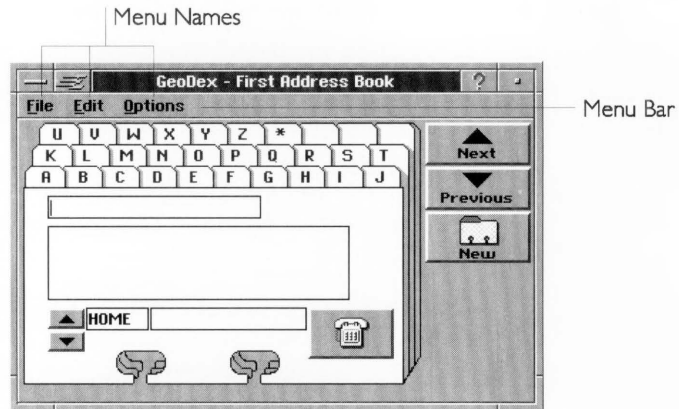 Menu Names
GeoDex - First Address Book ?
File Edit Options
Menu Bar
U V W X Y Z *
K L M N O P Q R S T
A B C D E F G H I J
Next
Previous
New
HOME